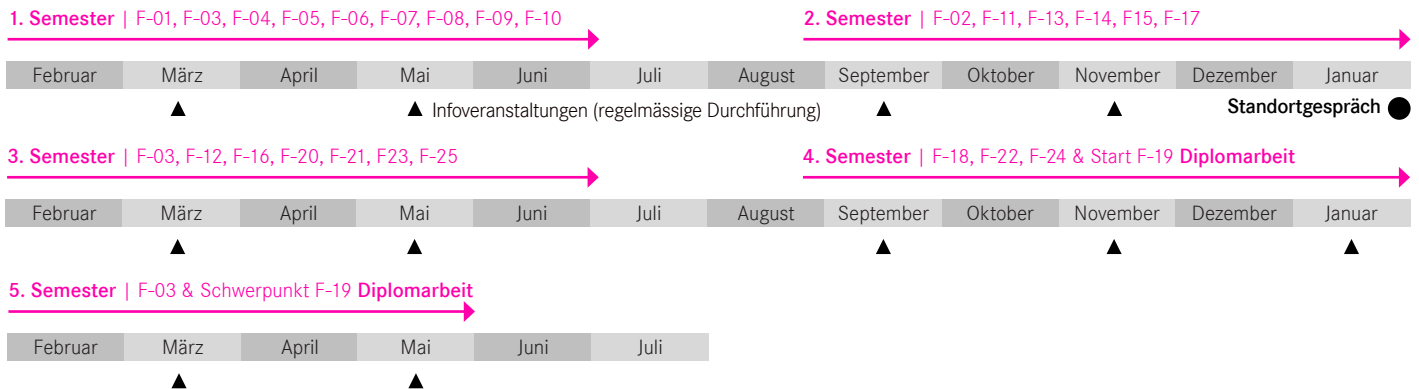 1. Semester | F-01, F-03, F-04, F-05, F-06, F-07, F-08, F-09, F-10
2. Semester | F-02, F-11, F-13, F-14, F15, F-17
Februar März April Mai Juni Juli August September Oktober November Dezember Januar
Infoveranstaltungen (regelmässige Durchführung)
Standortgespräch
3. Semester | F-03, F-12, F-16, F-20, F-21, F23, F-25
4. Semester | F-18, F-22, F-24 & Start F-19 Diplomarbeit
Februar März April Mai Juni Juli August September Oktober November Dezember Januar
5. Semester | F-03 & Schwerpunkt F-19 Diplomarbeit
Februar März April Mai Juni Juli